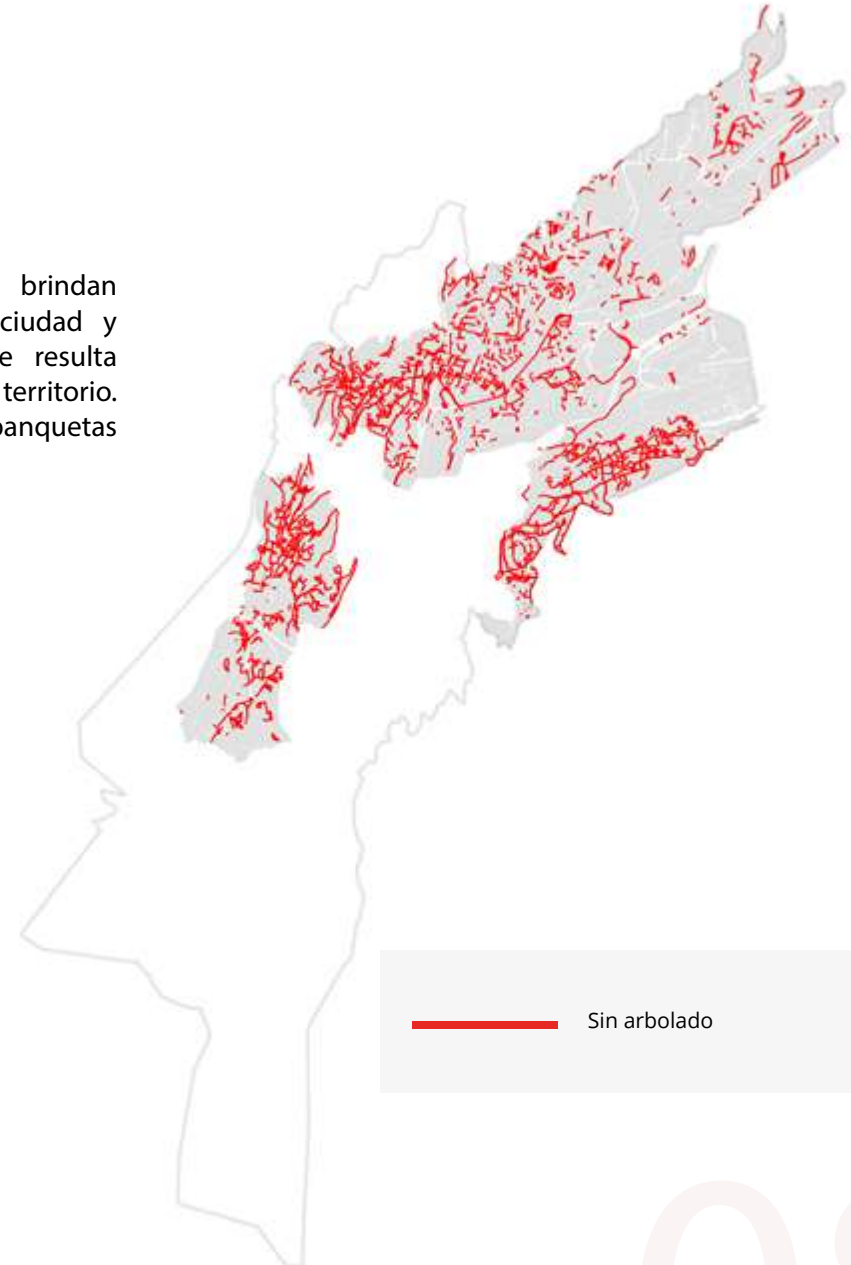 brindan
ciudad y
e resulta
territorio.
banquetas
Sin arbolado